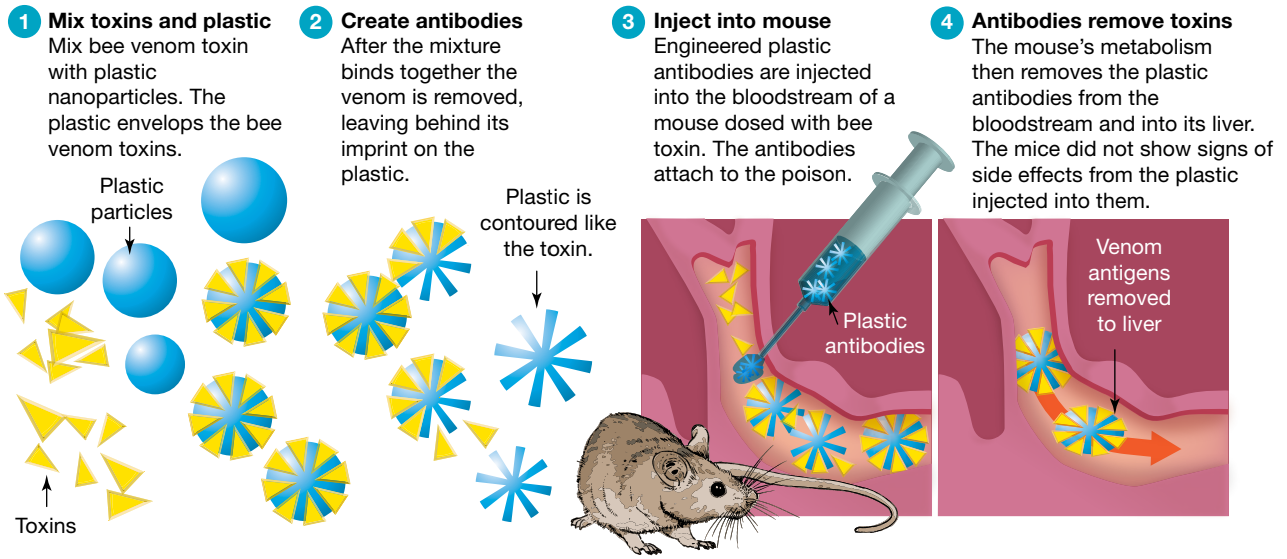 1 Mix toxins and plastic
Mix bee venom toxin
with plastic
nanoparticles. The
plastic envelops the bee
venom toxins.
Plastic
particles
Toxins
2 Create antibodies
After the mixture
binds together the
venom is removed,
leaving behind its
imprint on the
plastic.
Plastic is
contoured like
the toxin.
3 Inject into mouse
Engineered plastic
antibodies are injected
into the bloodstream of a
mouse dosed with bee
toxin. The antibodies
attach to the poison.
Plastic
antibodies
4 Antibodies remove toxins
The mouse’s metabolism
then removes the plastic
antibodies from the
bloodstream and into its liver.
The mice did not show signs of
side effects from the plastic
injected into them.
Venom
antigens
removed
to liver